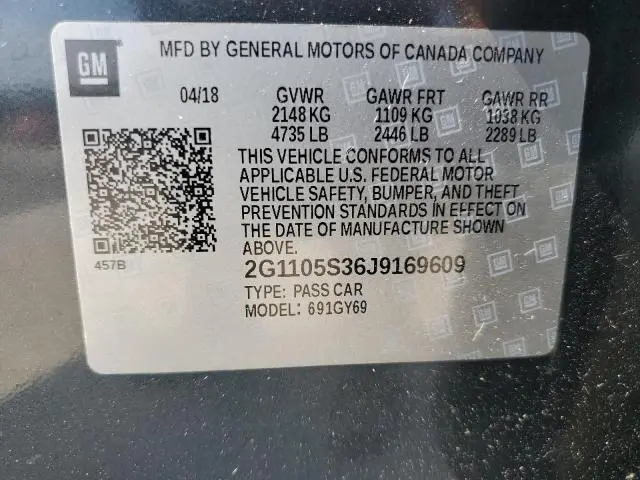 GM
MFD BY GENERAL MOTORS OF CANADA COMPANY
04/18 GVWR GAWR FRT GAWR RR
2148 KG 1109 KG 1038 KG
4735 LB 2446 LB 2289 LB
THIS VEHICLE CONFORMS TO ALL
APPLICABLE U.S. FEDERAL MOTOR
VEHICLE SAFETY, BUMPER, AND THEFT
PREVENTION STANDARDS IN EFFECT ON
THE DATE OF MANUFACTURE SHOWN
ABOVE.
457B
2G1105S36J9169609
TYPE: PASS CAR
MODEL: 691GY69